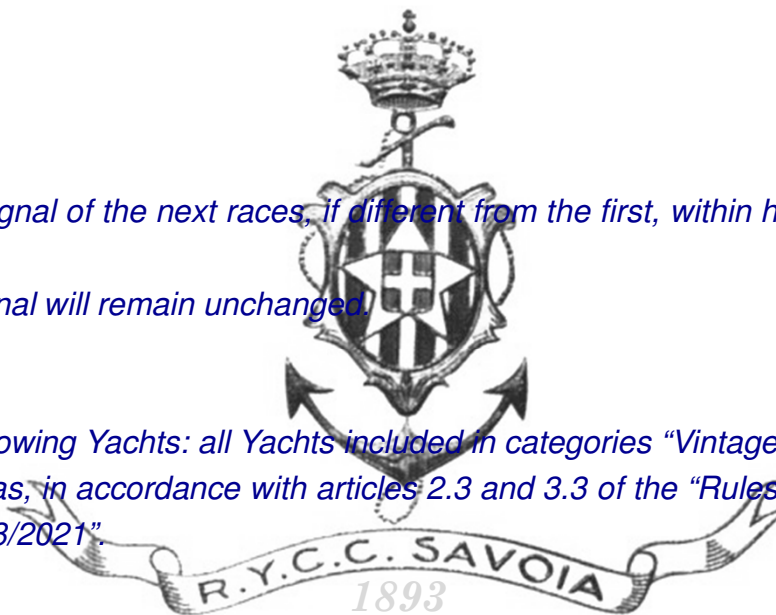 gnal of the next races, if different from the first, within h
nal will remain unchanged.
owing Yachts: all Yachts included in categories “Vintage
as, in accordance with articles 2.3 and 3.3 of the “Rules
3/2021”.
R.Y.C.C. SAVOIA
1893